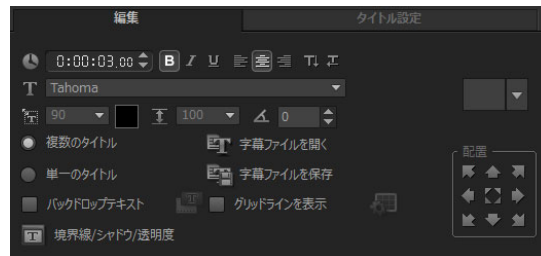 編集 タイトル設定
0:00:03.00 B I U
T Tahoma
90 100 0
複数のタイトル 字幕ファイルを開く
配置
単一のタイトル 字幕ファイルを保存
バックドロップテキスト グリッドラインを表示
境界線/シャドウ/透明度